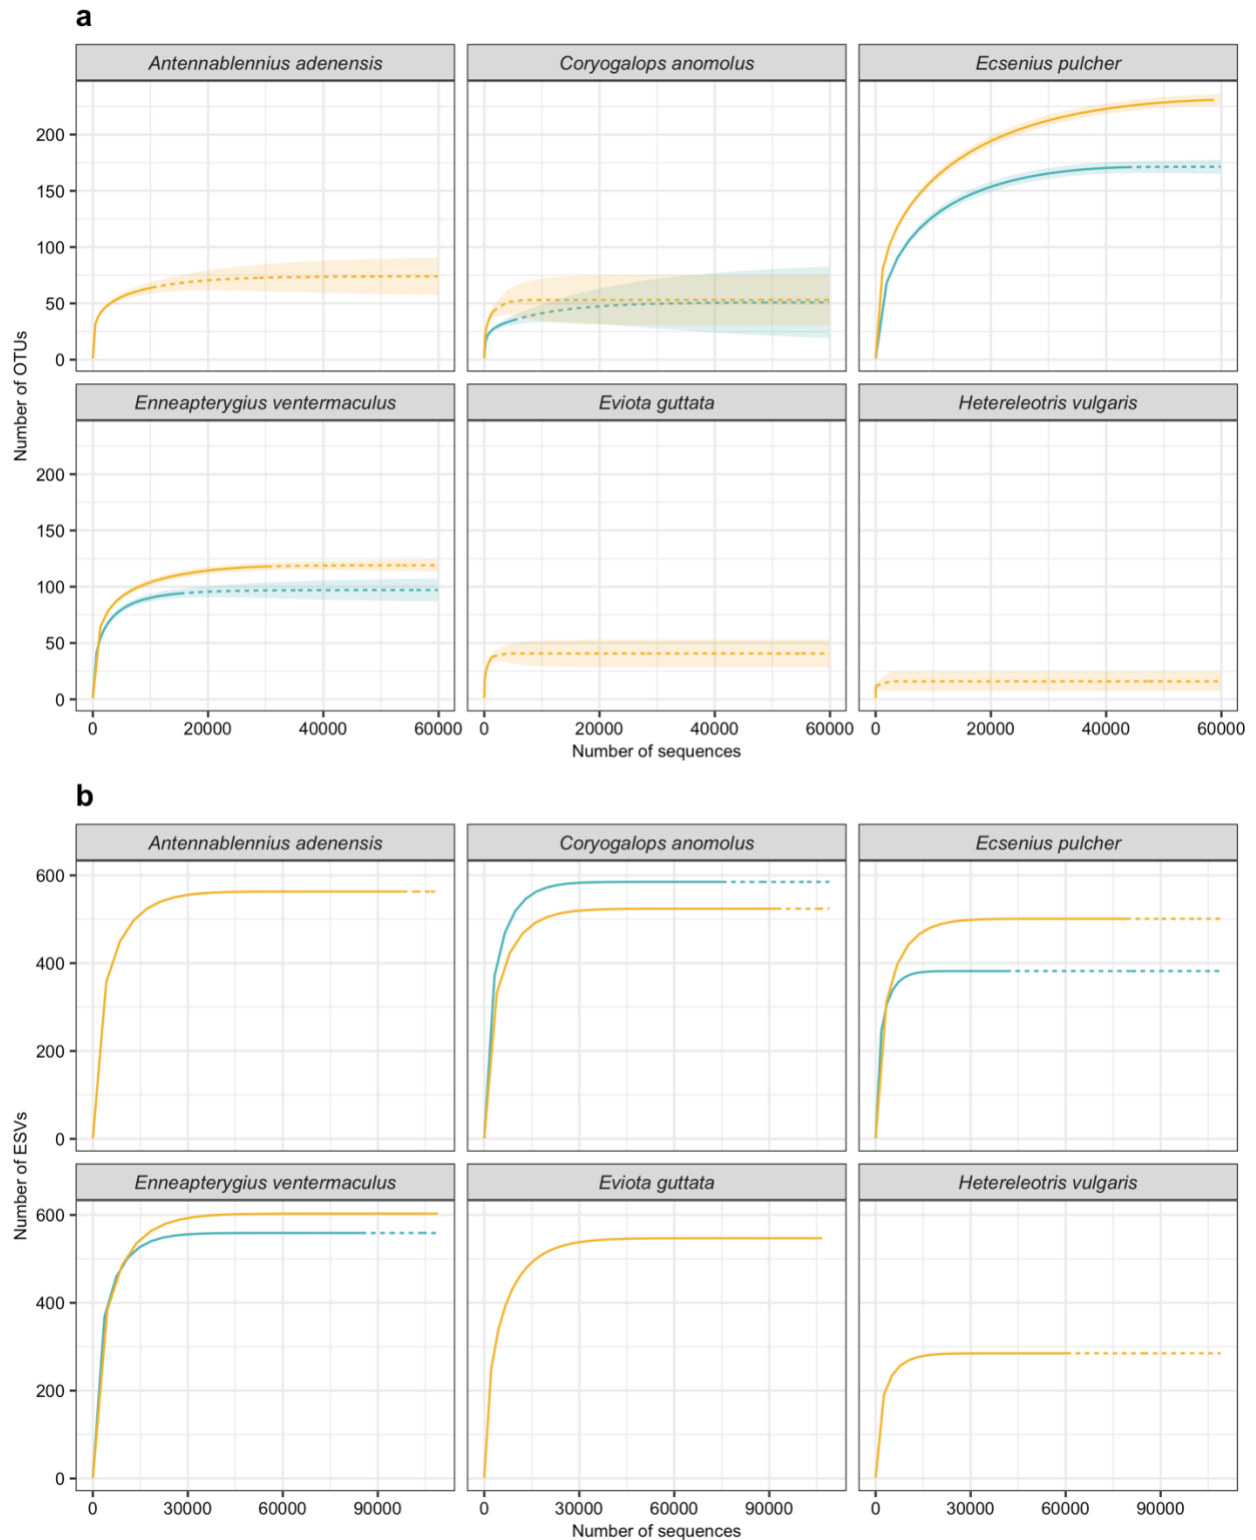 a
Antennablennius adenensis
Coryogalops anomolus
Ecsenius pulcher
200
150
100
50
0
Number of OTUs
Enneapterygius ventermaculus
Eviota guttata
Hetereleotris vulgaris
200
150
100
50
0
0 20000 40000 60000 0 20000 40000 60000 0 20000 40000 60000
Number of sequences
b
Antennablennius adenensis
Coryogalops anomolus
Ecsenius pulcher
600
400
200
0
Number of ESVs
Enneapterygius ventermaculus
Eviota guttata
Hetereleotris vulgaris
600
400
200
0
0 30000 60000 90000 0 30000 60000 90000 0 30000 60000 90000
Number of sequences